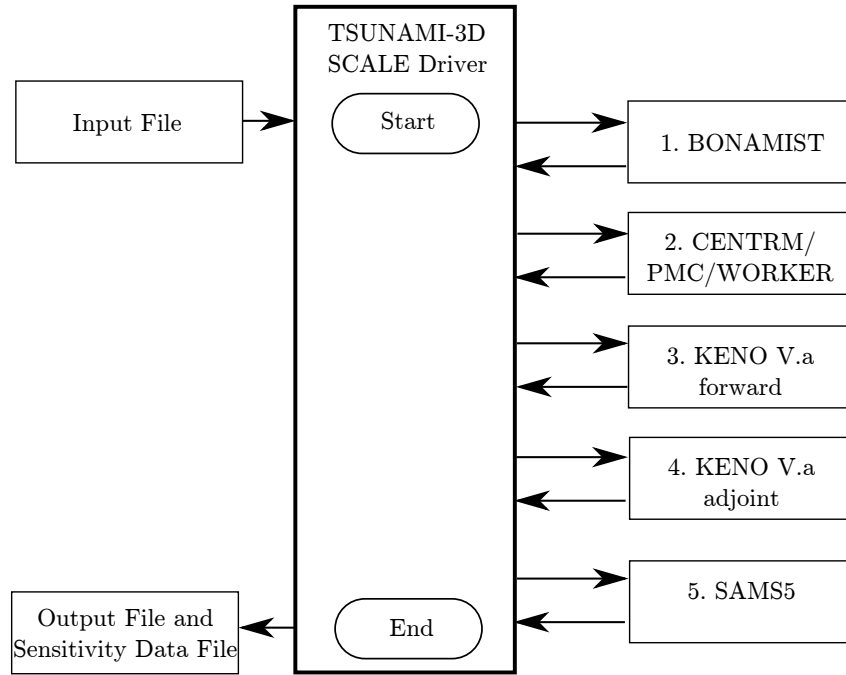 TSUNAMI-3D
SCALE Driver
Input File
Start
1. BONAMIST
2. CENTRM/
PMC/WORKER
3. KENO V.a
forward
4. KENO V.a
adjoint
5. SAMS5
Output File and
Sensitivity Data File
End